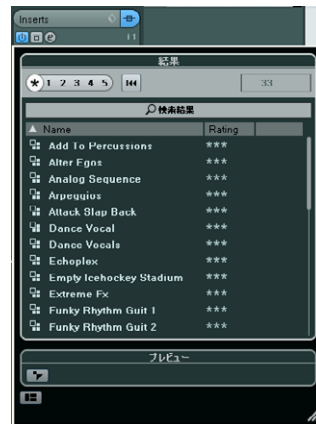 Inserts
i 1
結果
* 1 2 3 4 5 33
検索結果
Name Rating
Add To Percussions ***
Alter Egos ***
Analog Sequence ***
Arpeggios ***
Attack Slap Back ***
Dance Vocal ***
Dance Vocals ***
Echoplex ***
Empty Icehockey Stadium ***
Extreme Fx ***
Funky Rhythm Guit 1 ***
Funky Rhythm Guit 2 ***
プレビュー